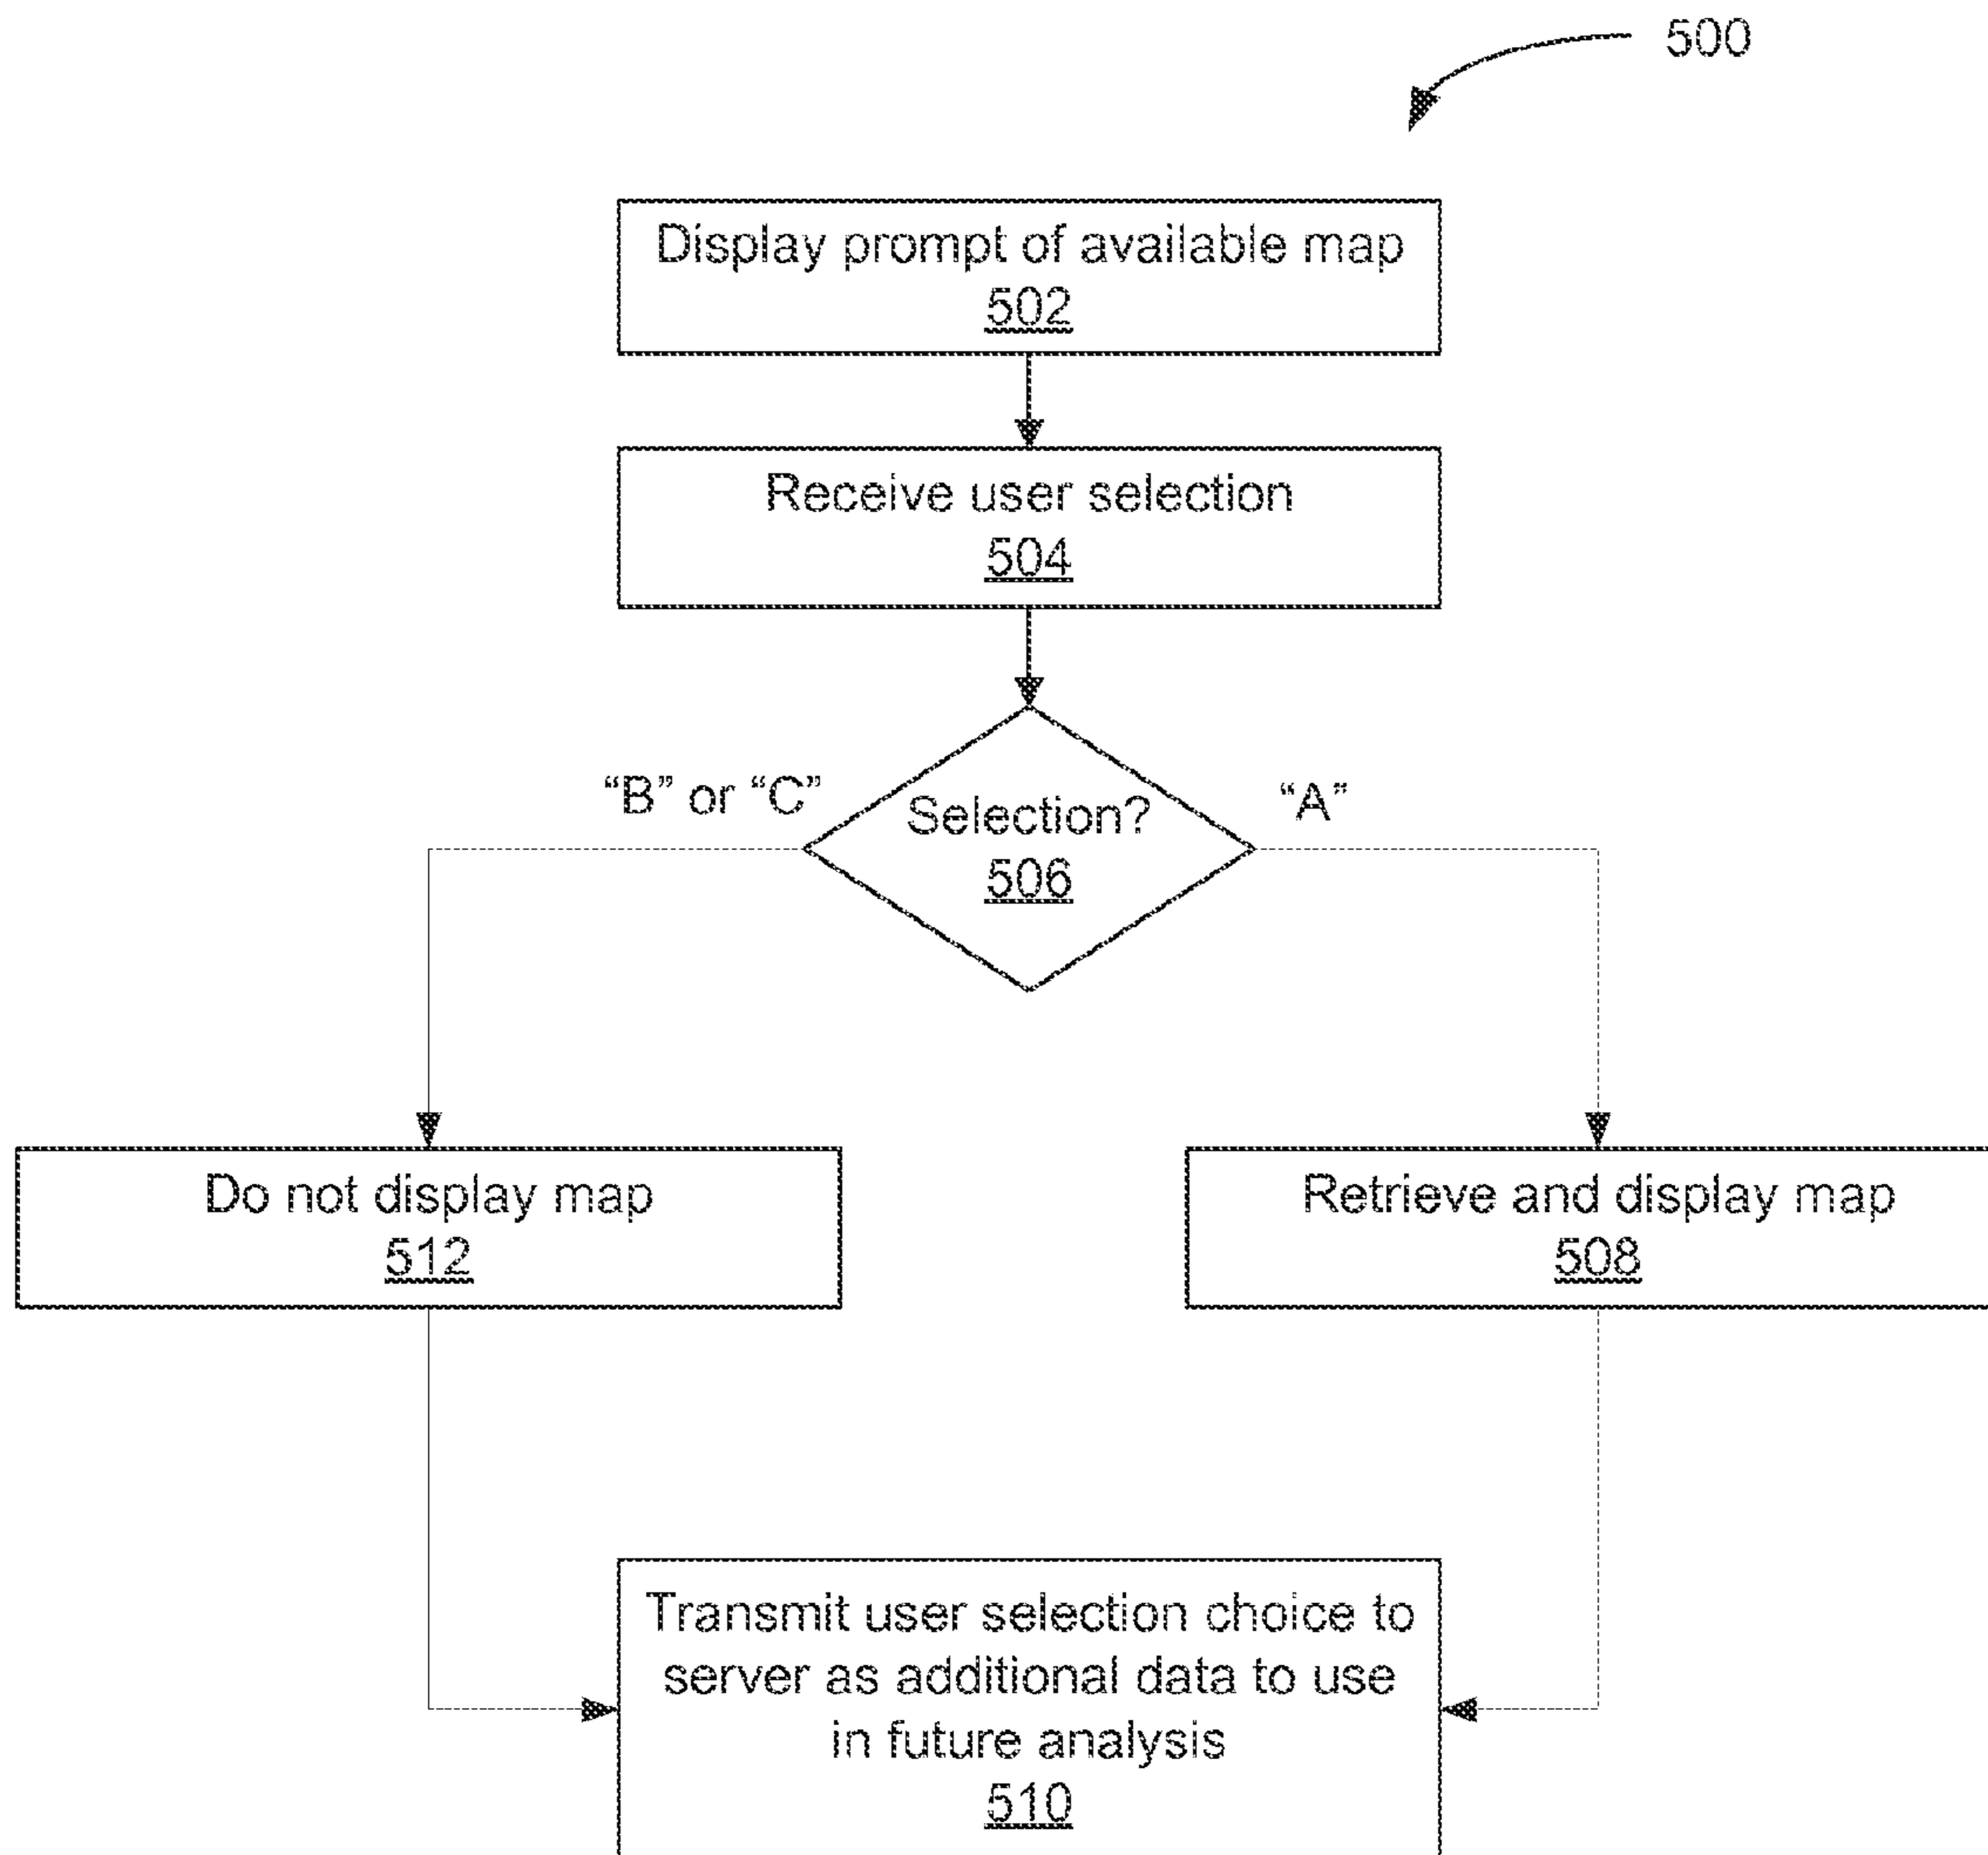 500
Display prompt of available map
502
Receive user selection
504
“B” or “C”
Selection?
506
“A”
Do not display map
512
Retrieve and display map
508
Transmit user selection choice to
server as additional data to use
in future analysis
510